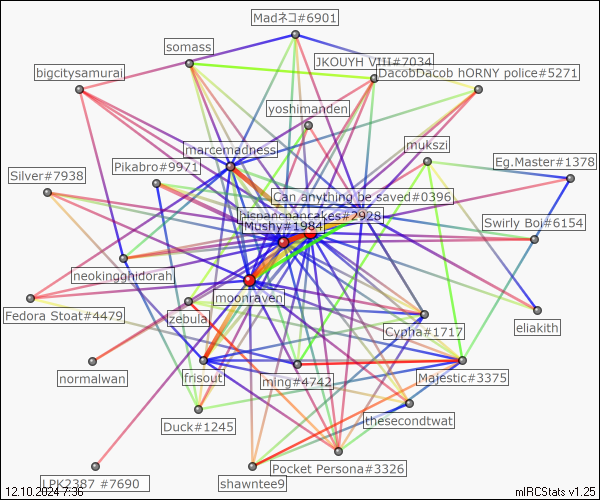 Madネコ#6901
somass
JKOUYH VIII#7034
bigcitysamurai
DacobDacob hORNY police#5271
yoshimanden
marcemadness
mukszi
Pikabro#9971
Eg.Master#1378
Silver#7938
Can anything be saved#0396
hispancpancakes#2928
Mushy#1984
Swirly Boi#6154
neokingghidorah
moonraven
Fedora Stoat#4479
zebulal
eliakith
Cypha#1717
normalwan
frisout
ming#4742
Majestic#3375
Duck#1245
thesecondtwat
Pocket Persona#3326
LPK2387 #7690
shawntee9
12.10.2024 7:36
mIRCStats v1.25